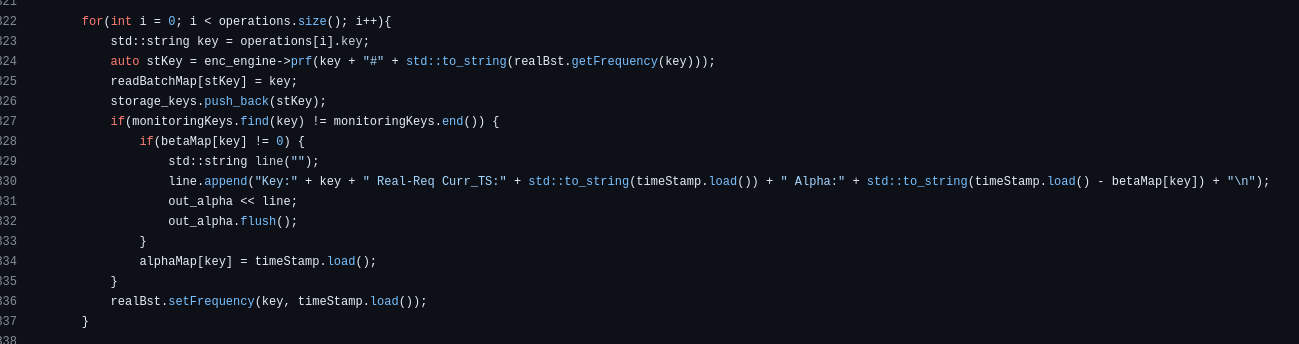 321
322 for(int i = 0; i < operations.size(); i++){
323 std::string key = operations[i].key;
324 auto stKey = enc_engine->prf(key + "#" + std::to_string(realBst.getFrequency(key)));
325 readBatchMap[stKey] = key;
326 storage_keys.push_back(stKey);
327 if(monitoringKeys.find(key) != monitoringKeys.end()) {
328 if(betaMap[key] != 0) {
329 std::string line("");
330 line.append("Key:" + key + " Real-Req Curr_TS:" + std::to_string(timeStamp.load()) + " Alpha:" + std::to_string(timeStamp.load() - betaMap[key]) + "\n");
331 out_alpha << line;
332 out_alpha.flush();
333 }
334 alphaMap[key] = timeStamp.load();
335 }
336 realBst.setFrequency(key, timeStamp.load());
337 }
338